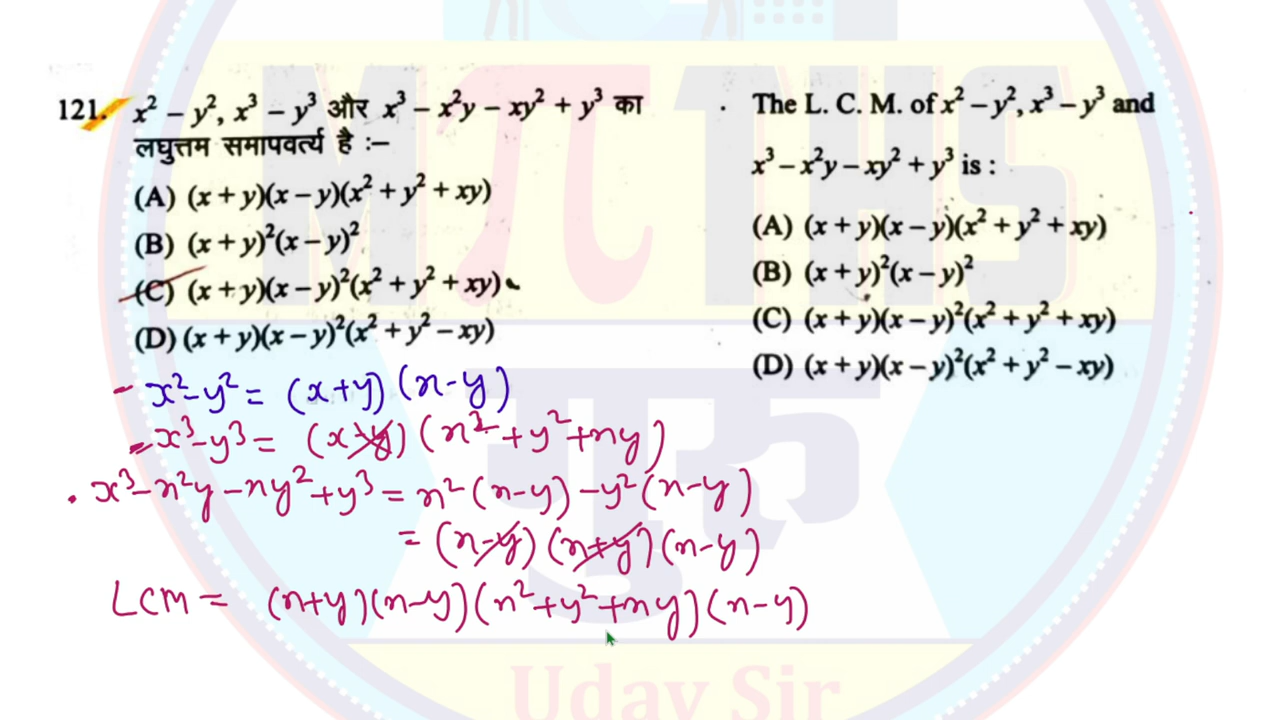 121. x² – y², x³ – y³ और x³ – x²y – xy² + y³ का
लघुत्तम समापवर्त्य है :–
(A) (x + y)(x – y)(x² + y² + xy)
(B) (x + y)²(x – y)²
(C) (x + y)(x – y)²(x² + y² + xy)
(D) (x + y)(x – y)²(x² + y² – xy)
The L. C. M. of x² – y², x³ – y³ and
x³ – x²y – xy² + y³ is :
(A) (x + y)(x – y)(x² + y² + xy)
(B) (x + y)²(x – y)²
(C) (x + y)(x – y)²(x² + y² + xy)
(D) (x + y)(x – y)²(x² + y² – xy)
- x²-y² = (x+y) (x-y)
- x³-y³ = (x-y) (x²+y²+xy)
. x³-x²y-xy²+y³ = x²(x-y) -y²(x-y)
= (x-y) (x+y) (x-y)
LCM = (x+y)(x-y)(x²+y²+xy)(x-y)
MπTHS
गुरु
Uday Sir